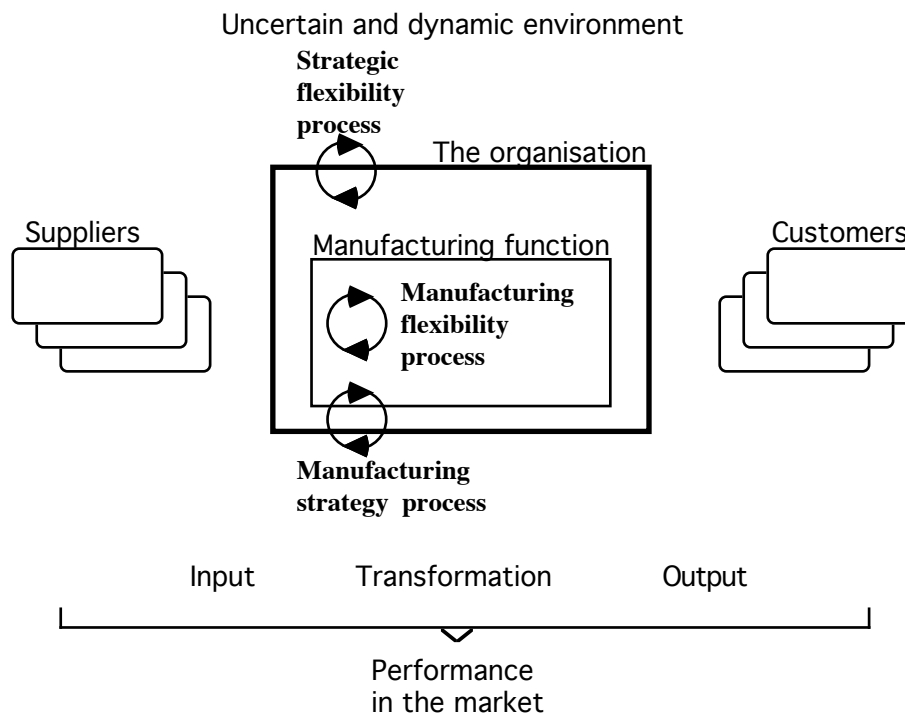 Uncertain and dynamic environment
Strategic
flexibility
process
The organisation
Suppliers
Manufacturing function
Customers
Manufacturing
flexibility
process
Manufacturing
strategy process
Input Transformation Output
Performance
in the market